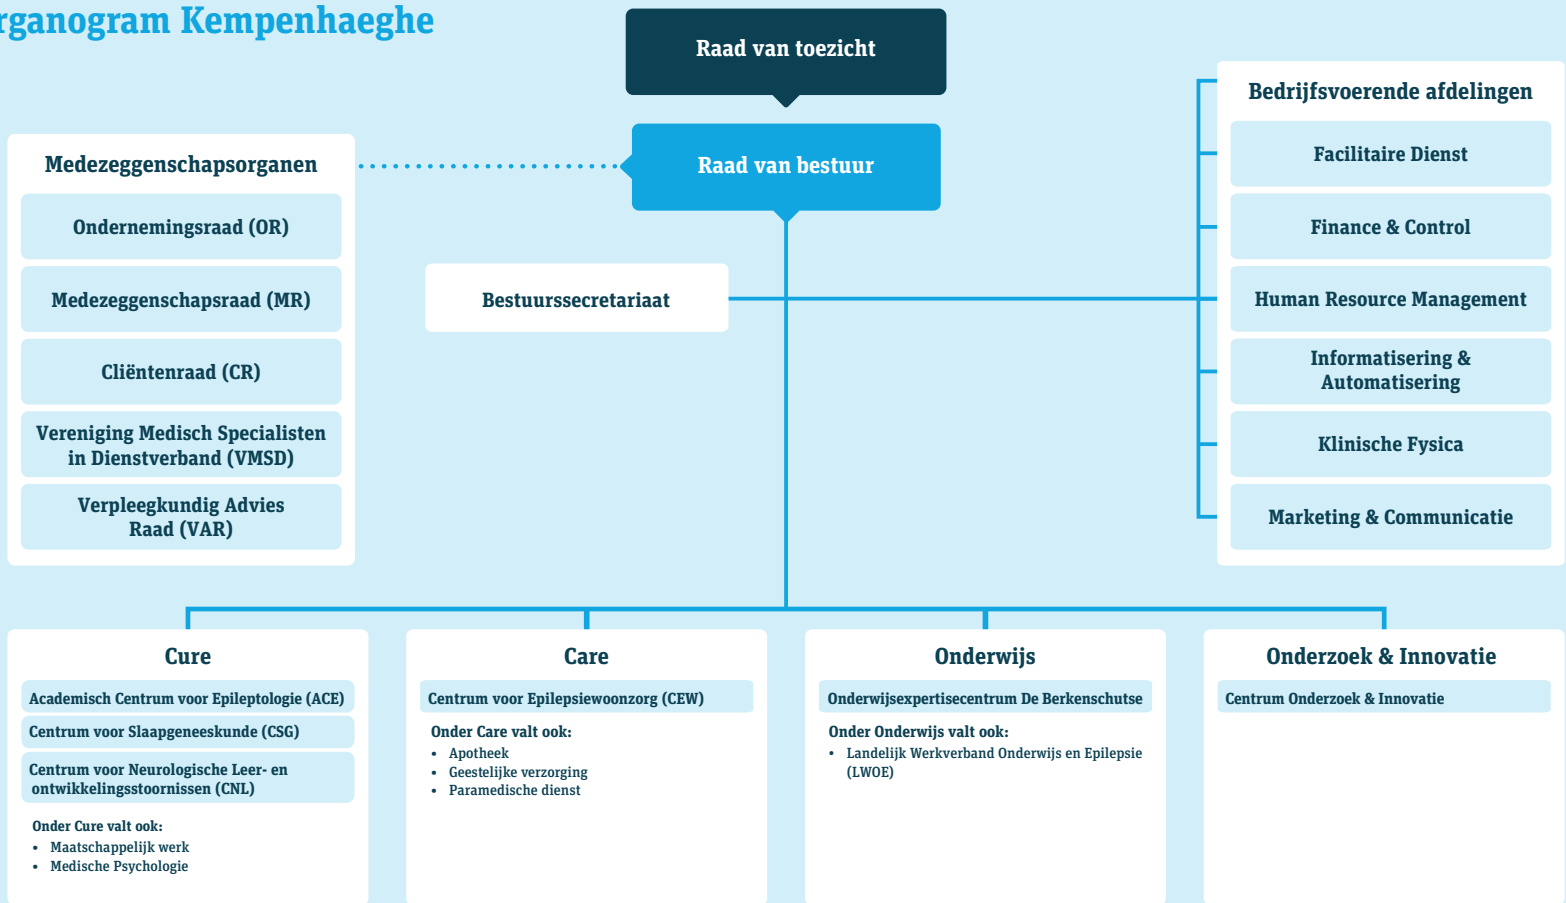 rganogram Kempenhaeghe
Raad van toezicht
Raad van bestuur
Medezeggenschapsorganen
Ondernemingsraad (OR)
Medezeggenschapsraad (MR)
Cliëntenraad (CR)
Vereniging Medisch Specialisten
in Dienstverband (VMSD)
Verpleegkundig Advies
Raad (VAR)
Bestuurssecretariaat
Bedrijfsvoerende afdelingen
Facilitaire Dienst
Finance & Control
Human Resource Management
Informatisering &
Automatisering
Klinische Fysica
Marketing & Communicatie
Cure
Academisch Centrum voor Epileptologie (ACE)
Centrum voor Slaapgeneeskunde (CSG)
Centrum voor Neurologische Leer- en
ontwikkelingsstoornissen (CNL)
Onder Cure valt ook:
• Maatschappelijk werk
• Medische Psychologie
Care
Centrum voor Epilepsiewoonzorg (CEW)
Onder Care valt ook:
• Apotheek
• Geestelijke verzorging
• Paramedische dienst
Onderwijs
Onderwijsexpertisecentrum De Berkenschutse
Onder Onderwijs valt ook:
• Landelijk Werkverband Onderwijs en Epilepsie
(LWOE)
Onderzoek & Innovatie
Centrum Onderzoek & Innovatie